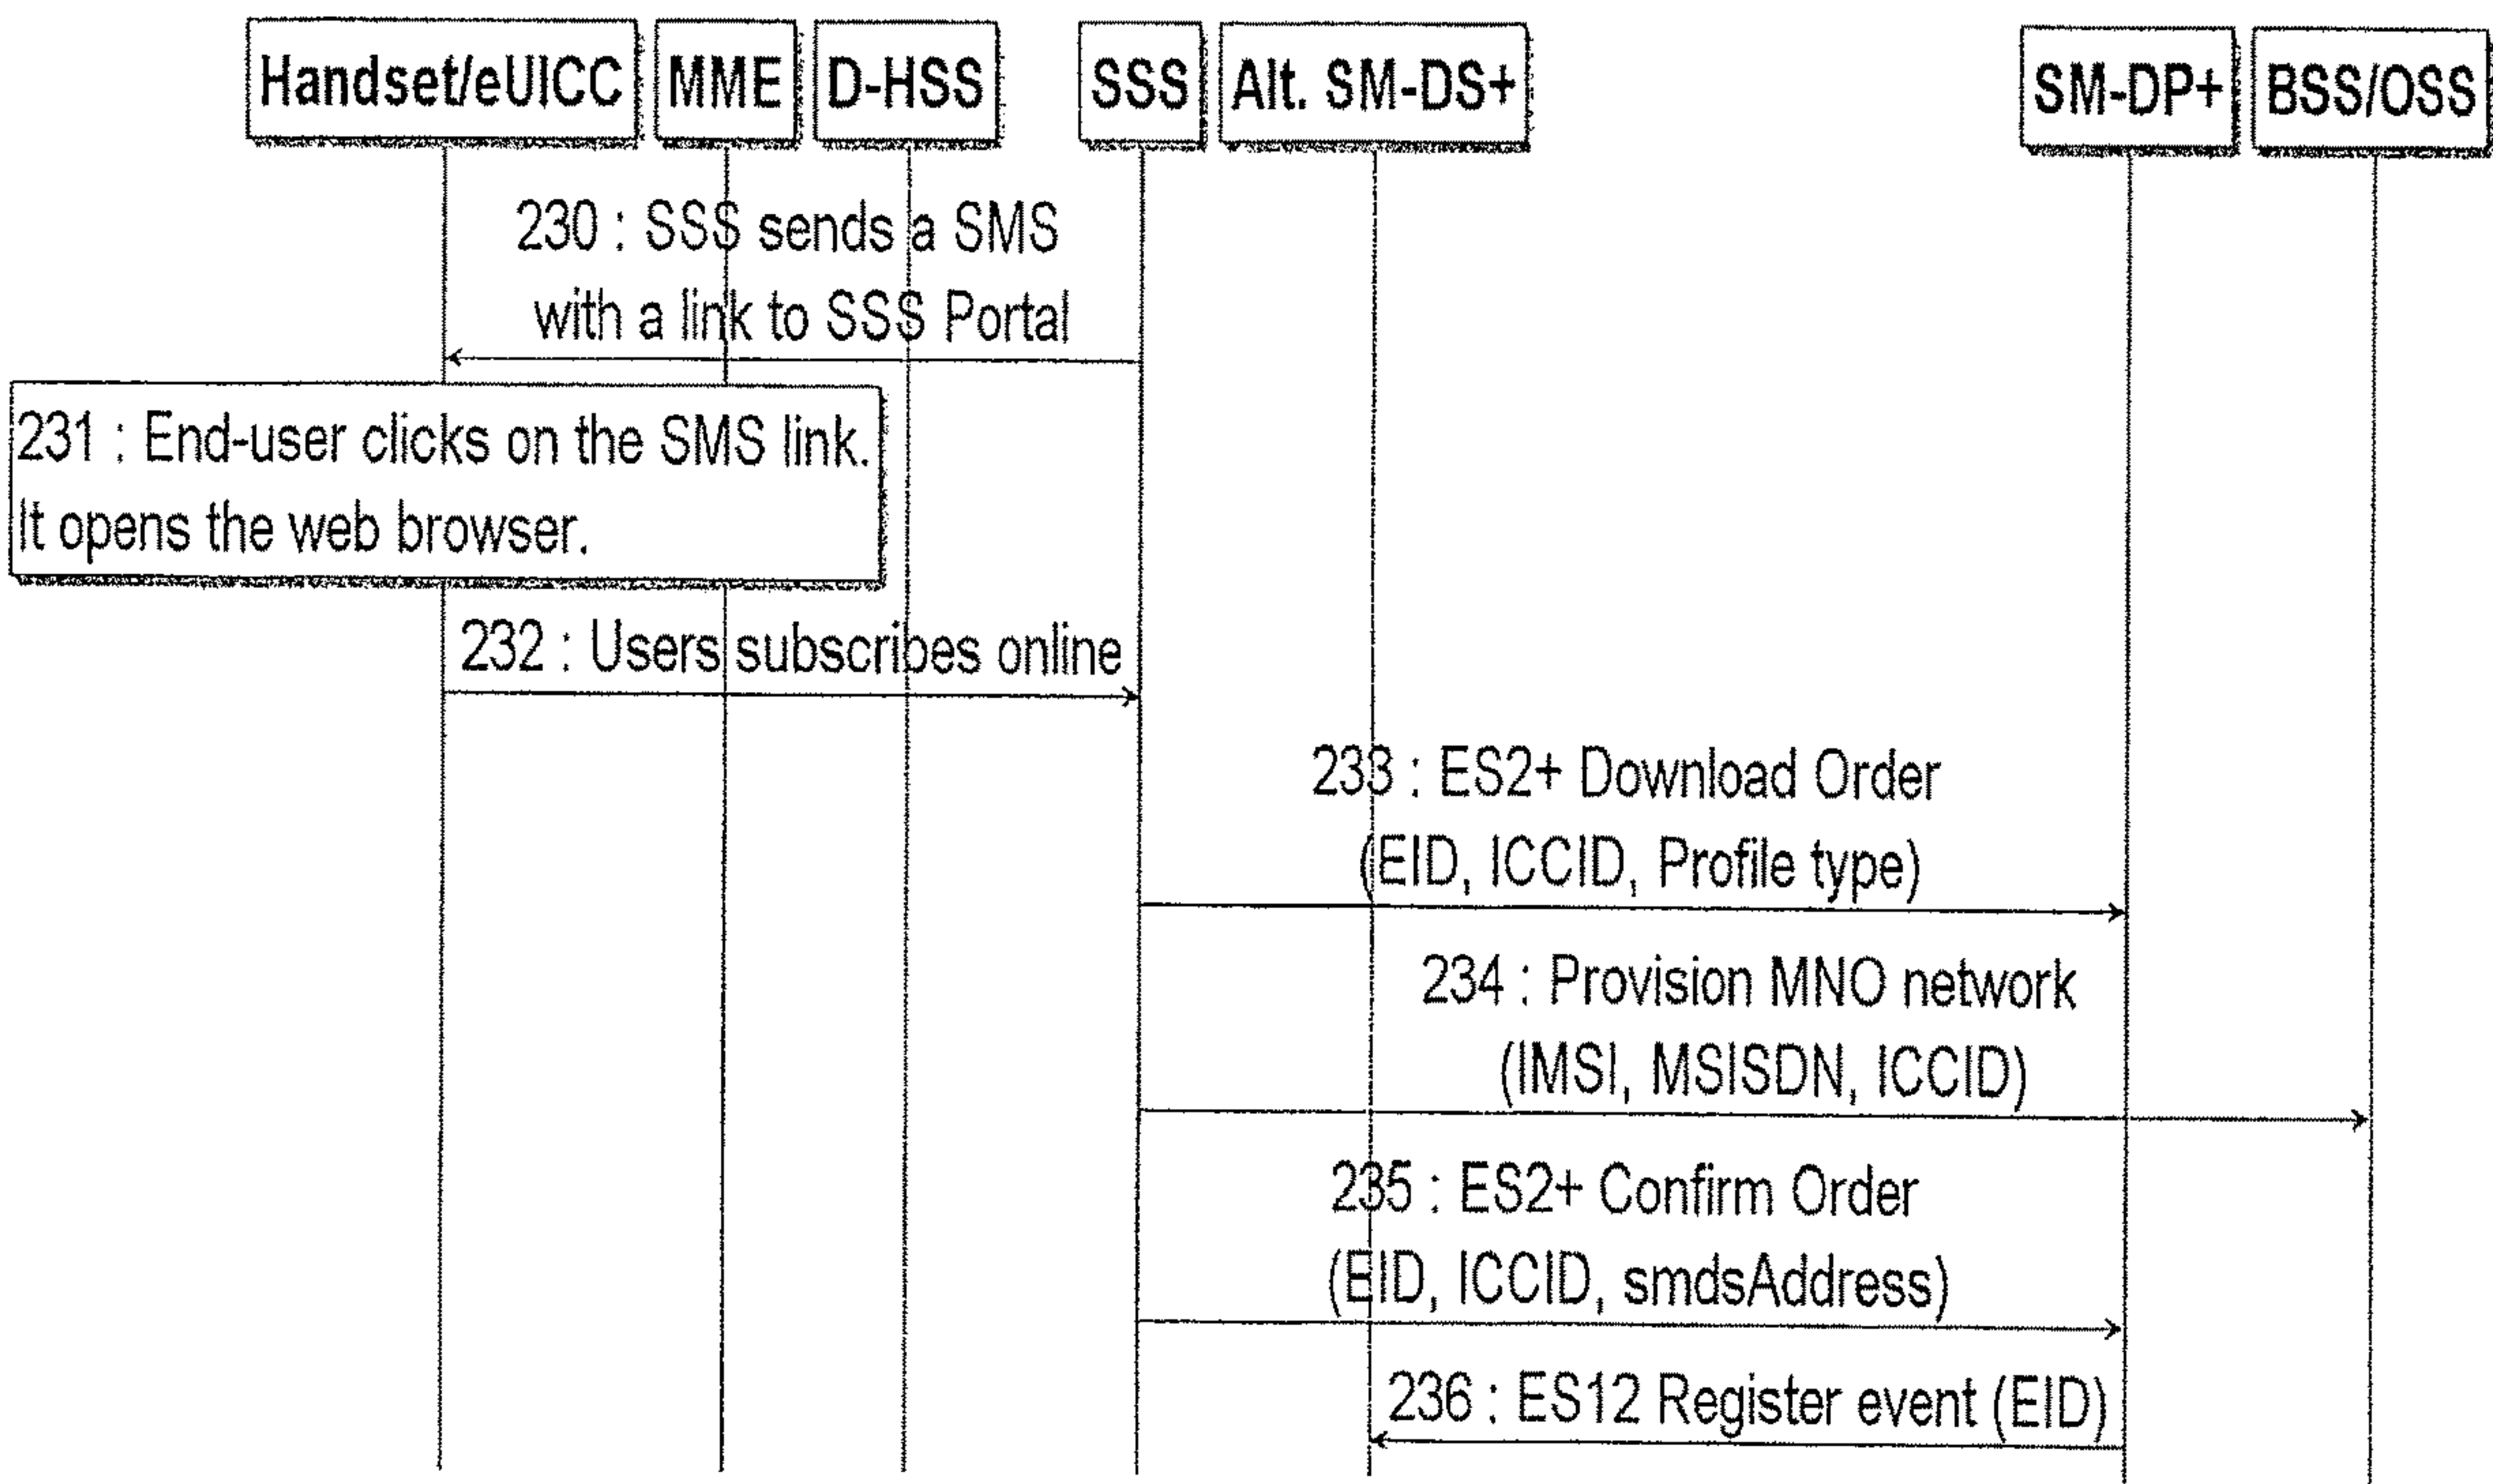 Handset/eUICC MME D-HSS SSS Alt. SM-DS+ SM-DP+ BSS/OSS
230 : SSS sends a SMS
with a link to SSS Portal
231 : End-user clicks on the SMS link.
It opens the web browser.
232 : Users subscribes online
233 : ES2+ Download Order
(EID, ICCID, Profile type)
234 : Provision MNO network
(IMSI, MSISDN, ICCID)
235 : ES2+ Confirm Order
(EID, ICCID, smdsAddress)
236 : ES12 Register event (EID)